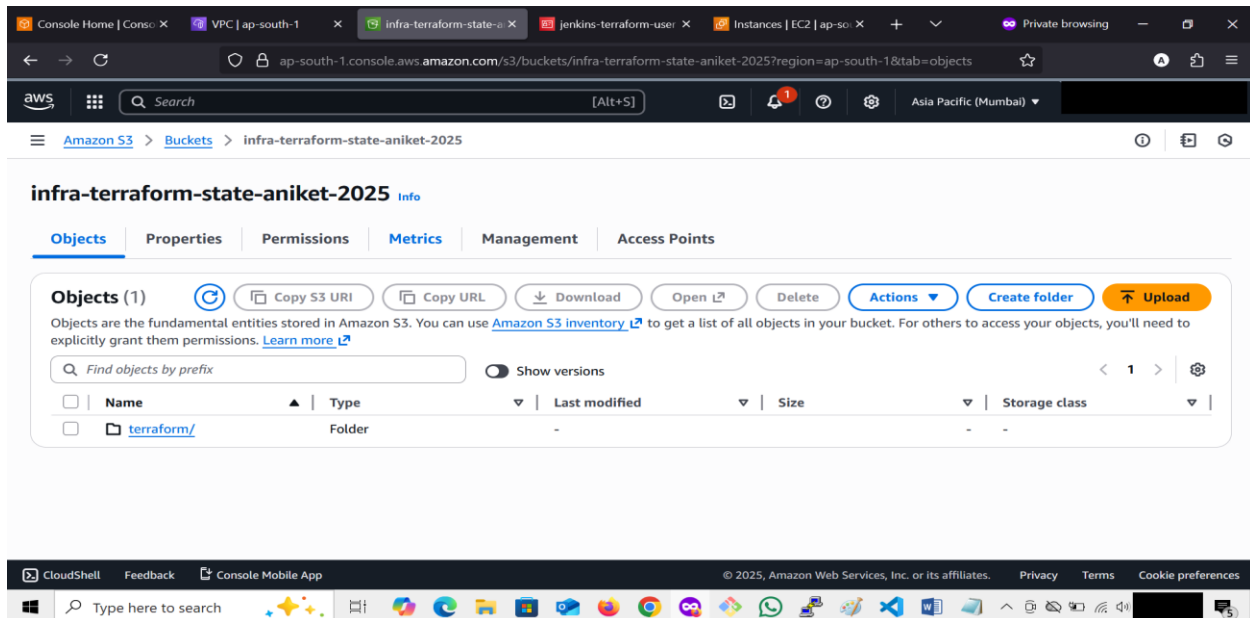 Console Home | Conso
VPC | ap-south-1
infra-terraform-state-a
jenkins-terraform-user
Instances | EC2 | ap-so
Private browsing
ap-south-1.console.aws.amazon.com/s3/buckets/infra-terraform-state-aniket-2025?region=ap-south-1&tab=objects
A
aws
Search
[Alt+S]
1
Asia Pacific (Mumbai)
Amazon S3 > Buckets > infra-terraform-state-aniket-2025
infra-terraform-state-aniket-2025 Info
Objects Properties Permissions Metrics Management Access Points
Objects (1) Copy S3 URI Copy URL Download Open Delete Actions Create folder Upload
Objects are the fundamental entities stored in Amazon S3. You can use Amazon S3 inventory to get a list of all objects in your bucket. For others to access your objects, you'll need to
explicitly grant them permissions. Learn more
Find objects by prefix Show versions 1
Name Type Last modified Size Storage class
terraform/ Folder - - -
CloudShell Feedback Console Mobile App © 2025, Amazon Web Services, Inc. or its affiliates. Privacy Terms Cookie preferences
Type here to search
5